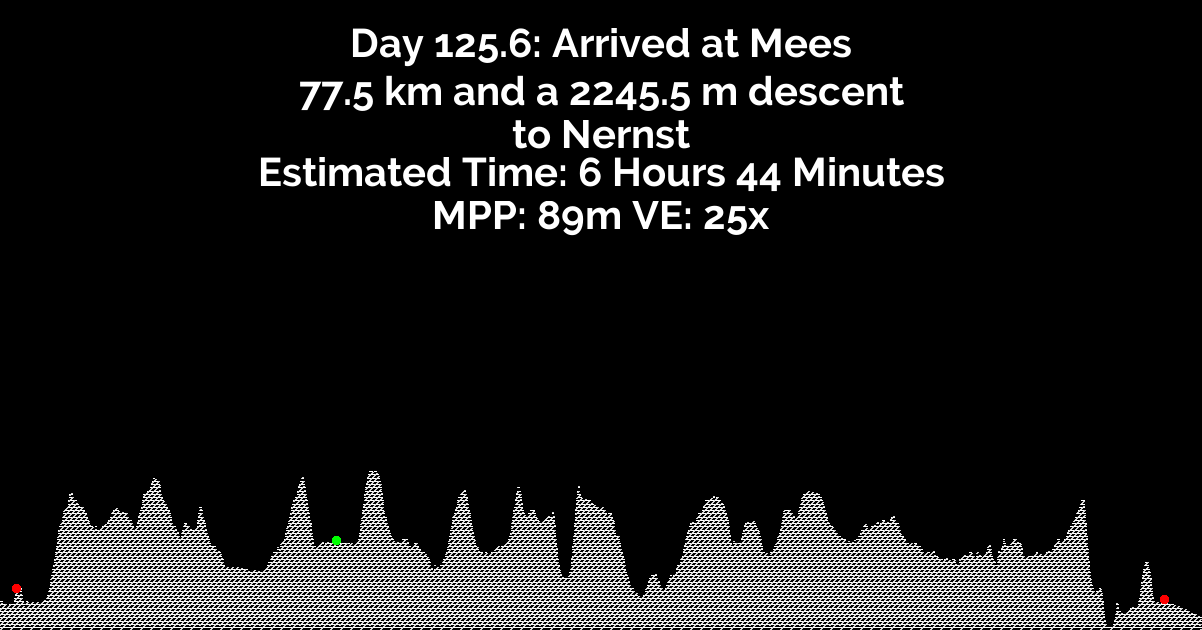 Day 125.6: Arrived at Mees
77.5 km and a 2245.5 m descent
to Nernst
Estimated Time: 6 Hours 44 Minutes
MPP: 89m VE: 25x